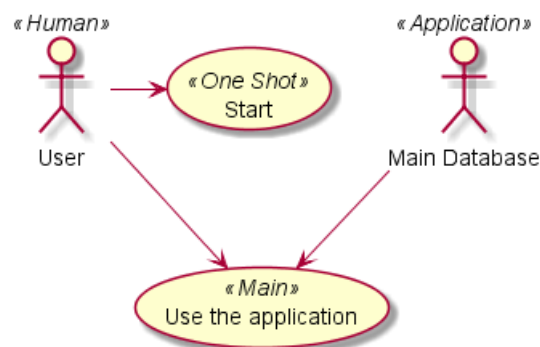 «Human»
«Application»
«One Shot»
Start
User
Main Database
«Main»
Use the application